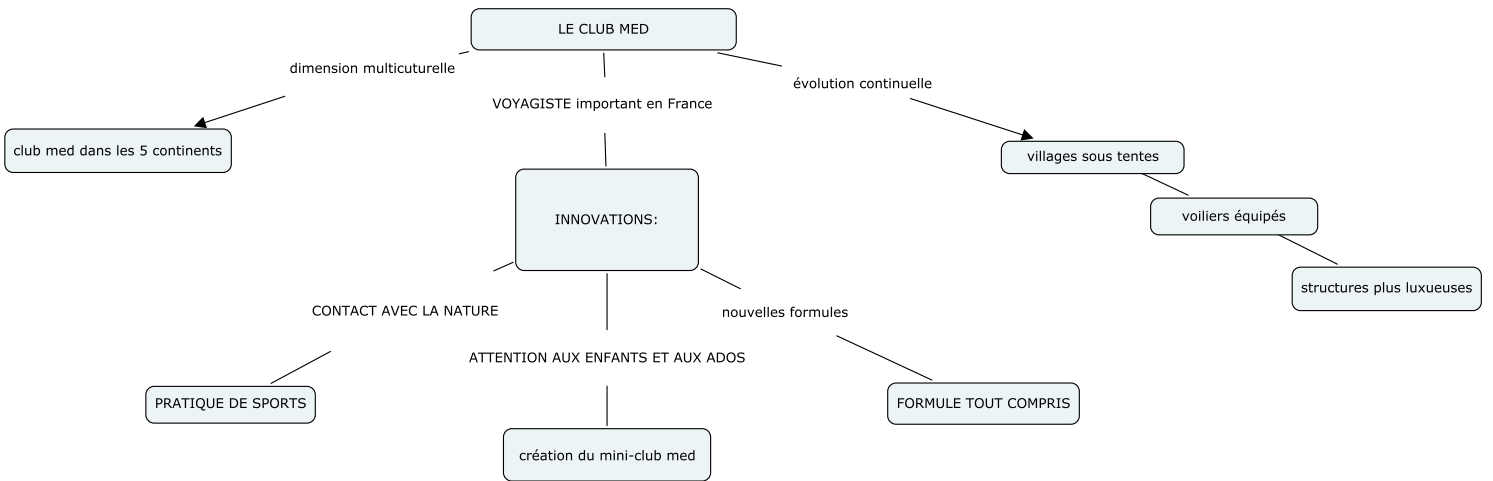 LE CLUB MED
dimension multicuturelle
VOYAGISTE important en France
évolution continuelle
club med dans les 5 continents
villages sous tentes
voiliers équipés
structures plus luxueuses
INNOVATIONS:
CONTACT AVEC LA NATURE
nouvelles formules
ATTENTION AUX ENFANTS ET AUX ADOS
PRATIQUE DE SPORTS
FORMULE TOUT COMPRIS
création du mini-club med